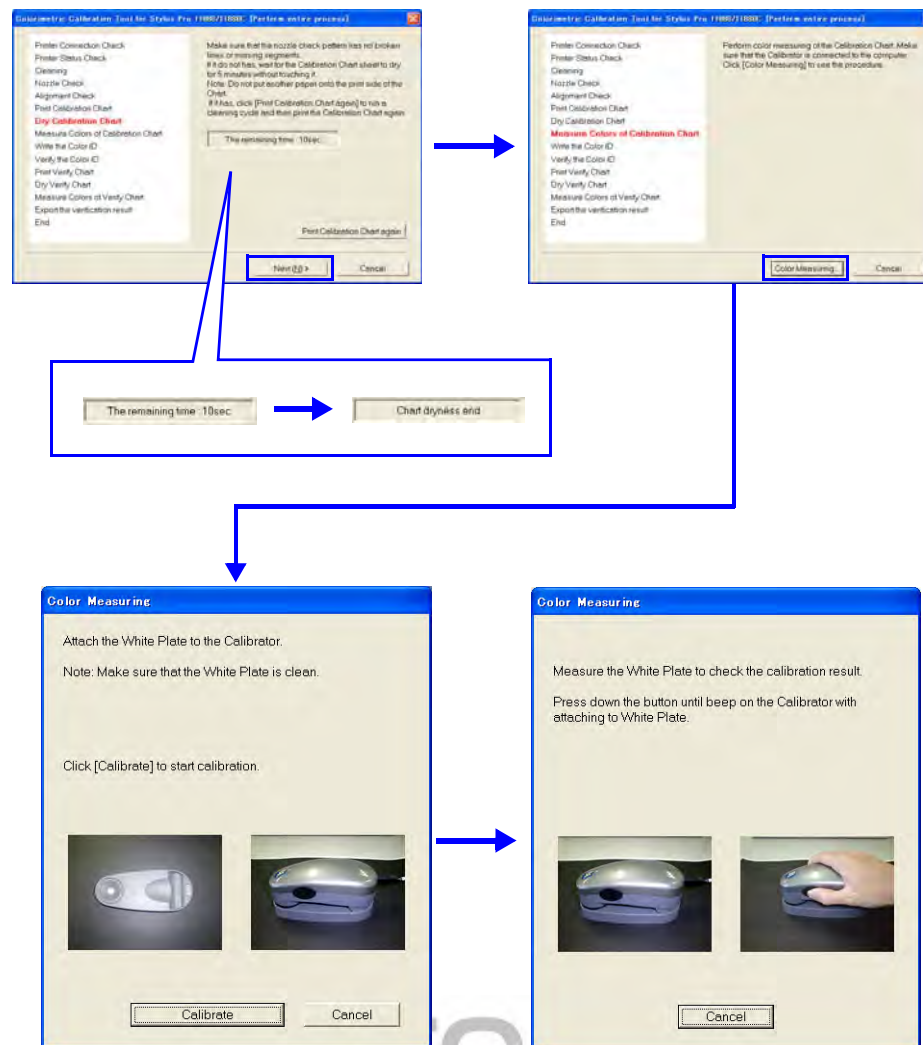 Colorimetric Calibration Tool for Stylus Pro 11880/11880C [Perform entire process]
Printer Connection Check
Printer Status Check
Cleaning
Nozzle Check
Alignment Check
Print Calibration Chart
Dry Calibration Chart
Measure Colors of Calibration Chart
Write the Color ID
Verify the Color ID
Print Verify Chart
Dry Verify Chart
Measure Colors of Verify Chart
Export the verification result
End
Make sure that the nozzle check pattern has no broken
lines or missing segments.
If it do not has, wait for the Calibration Chart sheet to dry
for 5 minutes without touching it.
Note: Do not put another paper onto the print side of the
Chart.
If it has, click [Print Calibration Chart again] to run a
cleaning cycle and then print the Calibration Chart again.
The remaining time :10sec
Print Calibration Chart again
Next (N) >
Cancel
Colorimetric Calibration Tool for Stylus Pro 11880/11880C [Perform entire process]
Printer Connection Check
Printer Status Check
Cleaning
Nozzle Check
Alignment Check
Print Calibration Chart
Dry Calibration Chart
Measure Colors of Calibration Chart
Write the Color ID
Verify the Color ID
Print Verify Chart
Dry Verify Chart
Measure Colors of Verify Chart
Export the verification result
End
Perform color measuring of the Calibration Chart. Make
sure that the Calibrator is connected to the computer.
Click [Color Measuring] to see the procedure.
Color Measuring...
Cancel
The remaining time :10sec
Chart dryness end
Color Measuring
Attach the White Plate to the Calibrator.
Note: Make sure that the White Plate is clean.
Click [Calibrate] to start calibration.
Calibrate
Cancel
Color Measuring
Measure the White Plate to check the calibration result.
Press down the button until beep on the Calibrator with
attaching to White Plate.
Cancel